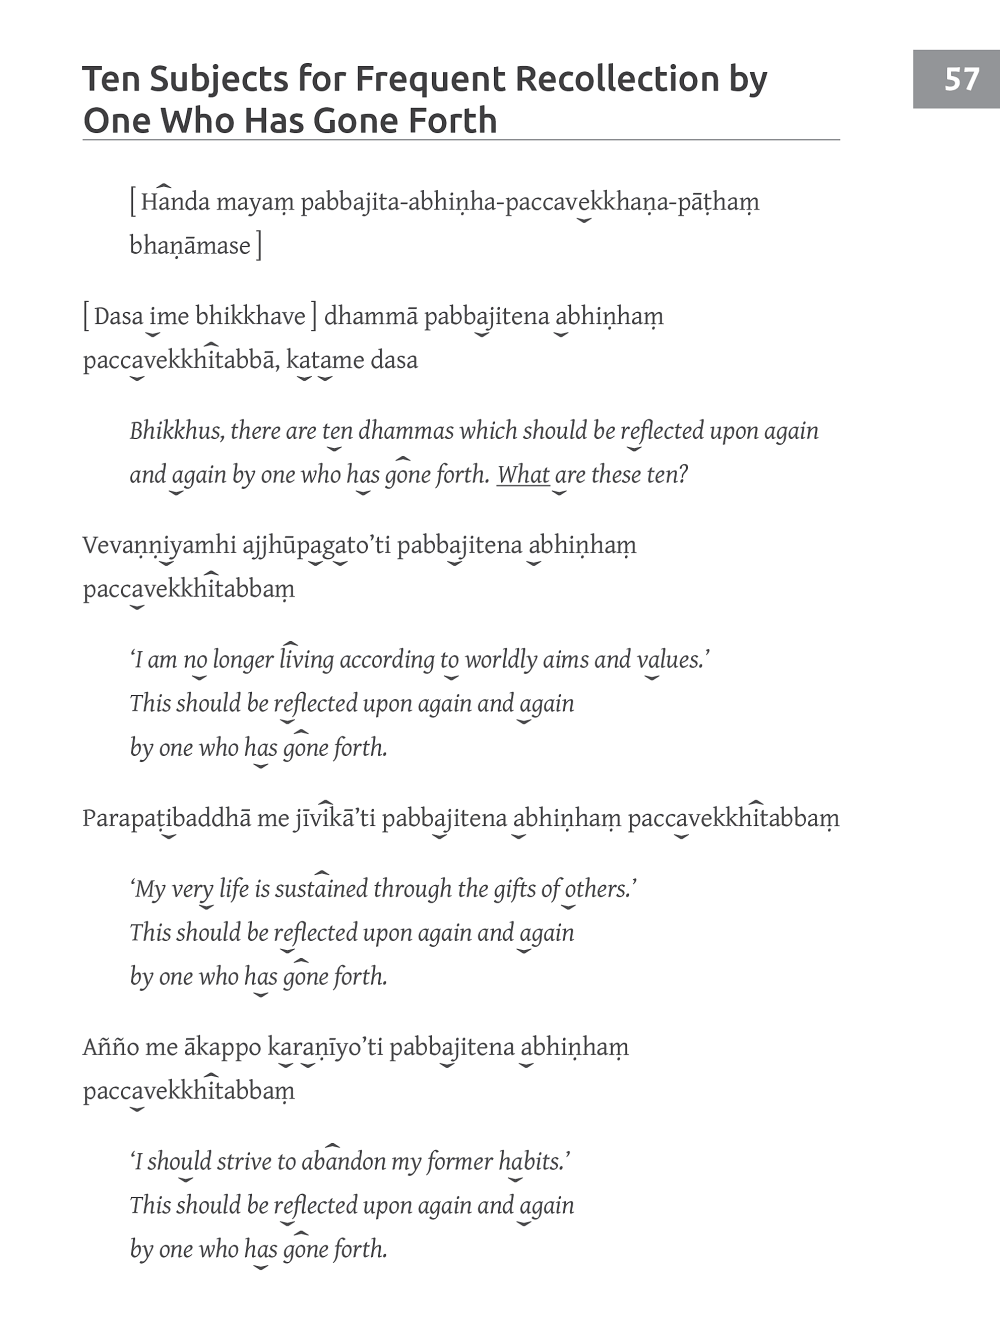 Ten Subjects for Frequent Recollection by
One Who Has Gone Forth
57
[ Handa mayaṃ pabbajita-abhiṇha-paccavekkhaṇa-pāṭhaṃ
bhaṇāmase ]
[ Dasa ime bhikkhave ] dhammā pabbajitena abhiṇhaṃ
paccavekkhitabbā, katame dasa
Bhikkhus, there are ten dhammas which should be reflected upon again
and again by one who has gone forth. What are these ten?
Vevaṇṇiyamhi ajjhūpagato’ti pabbajitena abhiṇhaṃ
paccavekkhitabbaṃ
‘I am no longer living according to worldly aims and values.’
This should be reflected upon again and again
by one who has gone forth.
Parapaṭibaddhā me jīvikā’ti pabbajitena abhiṇhaṃ paccavekkhitabbaṃ
‘My very life is sustained through the gifts of others.’
This should be reflected upon again and again
by one who has gone forth.
Añño me ākappo karaṇīyo’ti pabbajitena abhiṇhaṃ
paccavekkhitabbaṃ
‘I should strive to abandon my former habits.’
This should be reflected upon again and again
by one who has gone forth.